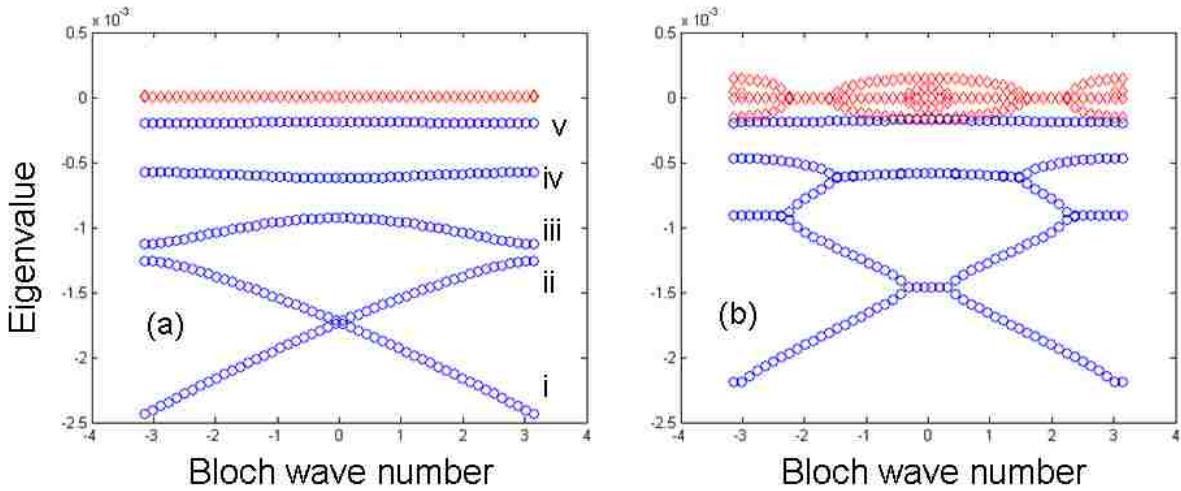 x 10⁻³
0.5
0
-0.5
-1
-1.5
-2
-2.5
-4 -3 -2 -1 0 1 2 3 4
Eigenvalue
Bloch wave number
(a)
v
iv
iii
ii
i
x 10⁻³
0.5
0
-0.5
-1
-1.5
-2
-2.5
-4 -3 -2 -1 0 1 2 3 4
Bloch wave number
(b)